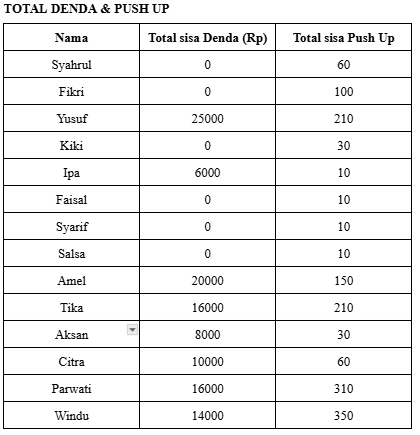 TOTAL DENDA & PUSH UP
Nama Total sisa Denda (Rp) Total sisa Push Up
Syahrul 0 60
Fikri 0 100
Yusuf 25000 210
Kiki 0 30
Ipa 6000 10
Faisal 0 10
Syarif 0 10
Salsa 0 10
Amel 20000 150
Tika 16000 210
Aksan 8000 30
Citra 10000 60
Parwati 16000 310
Windu 14000 350